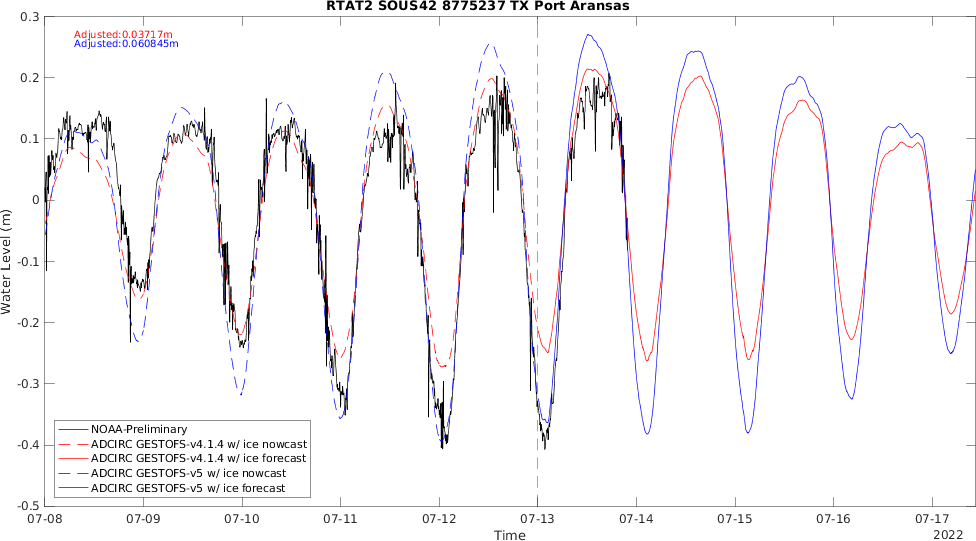 RTAT2 SOUS42 8775237 TX Port Aransas
Adjusted:0.03717m
Adjusted:0.060845m
0.3
0.2
0.1
0
-0.1
-0.2
-0.3
-0.4
-0.5
Water Level (m)
NOAA-Preliminary
ADCIRC GESTOFS-v4.1.4 w/ ice nowcast
ADCIRC GESTOFS-v4.1.4 w/ ice forecast
ADCIRC GESTOFS-v5 w/ ice nowcast
ADCIRC GESTOFS-v5 w/ ice forecast
07-08 07-09 07-10 07-11 07-12 07-13 07-14 07-15 07-16 07-17
Time
2022